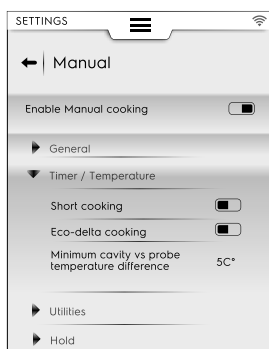 SETTINGS
Manual
Enable Manual cooking
General
Timer / Temperature
Short cooking
Eco-delta cooking
Minimum cavity vs probe
temperature difference
5C°
Utilities
Hold